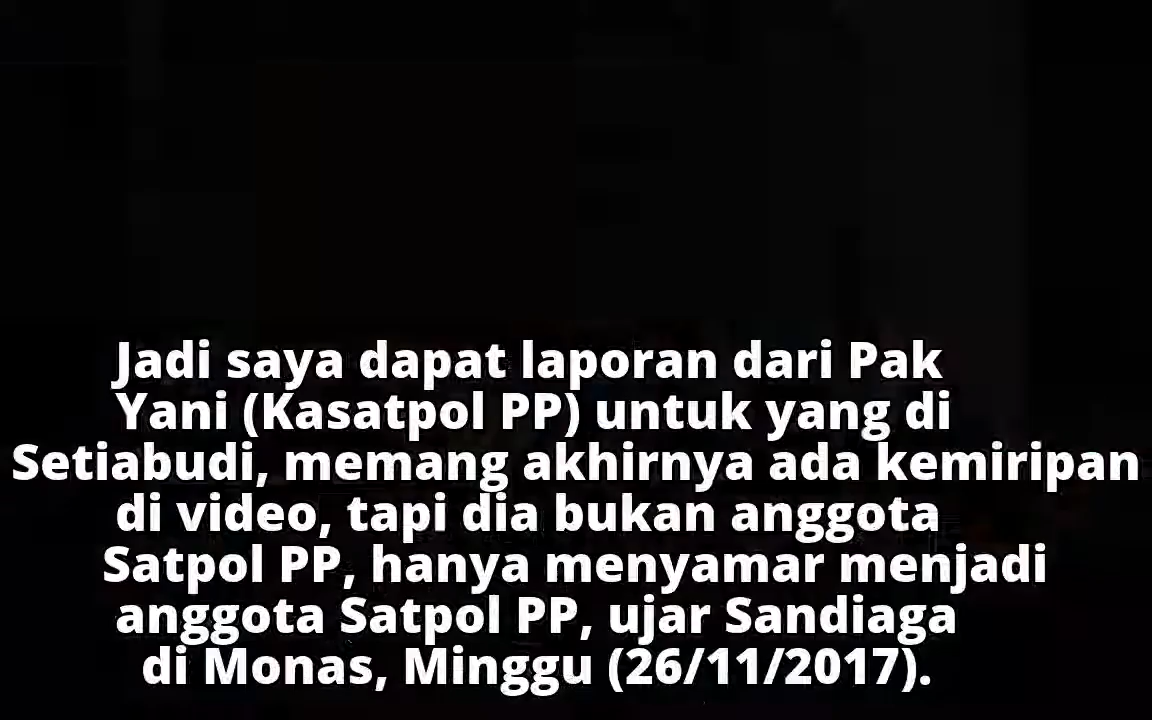 Jadi saya dapat laporan dari Pak
Yani (Kasatpol PP) untuk yang di
Setiabudi, memang akhirnya ada kemiripan
di video, tapi dia bukan anggota
Satpol PP, hanya menyamar menjadi
anggota Satpol PP, ujar Sandiaga
di Monas, Minggu (26/11/2017).